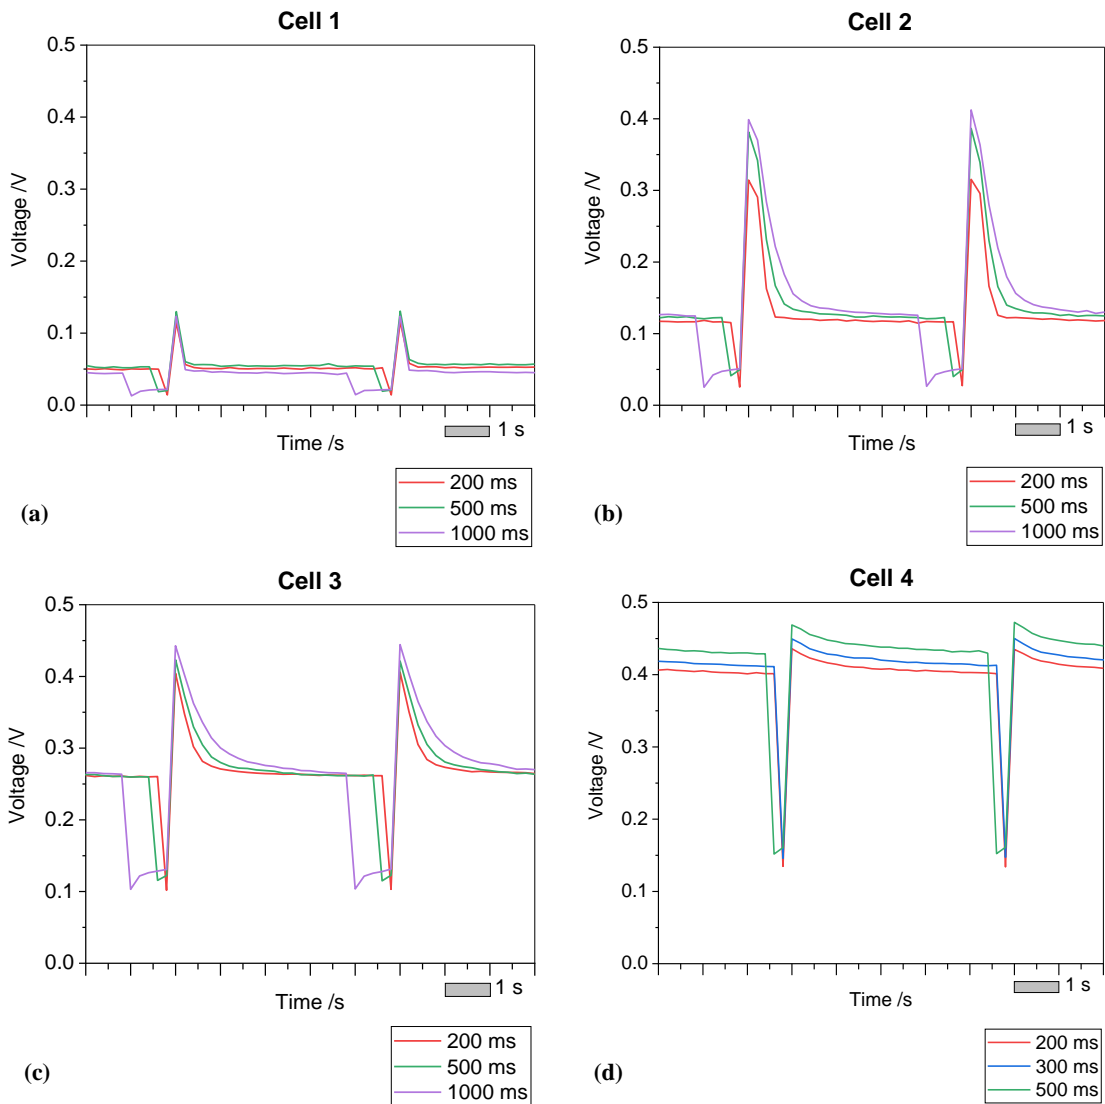 Cell 1
0.5
0.4
0.3
0.2
0.1
0.0
Voltage /V
Time /s
1 s
200 ms
500 ms
1000 ms
(a)
Cell 2
0.5
0.4
0.3
0.2
0.1
0.0
Voltage /V
Time /s
1 s
200 ms
500 ms
1000 ms
(b)
Cell 3
0.5
0.4
0.3
0.2
0.1
0.0
Voltage /V
Time /s
1 s
200 ms
500 ms
1000 ms
(c)
Cell 4
0.5
0.4
0.3
0.2
0.1
0.0
Voltage /V
Time /s
1 s
200 ms
300 ms
500 ms
(d)